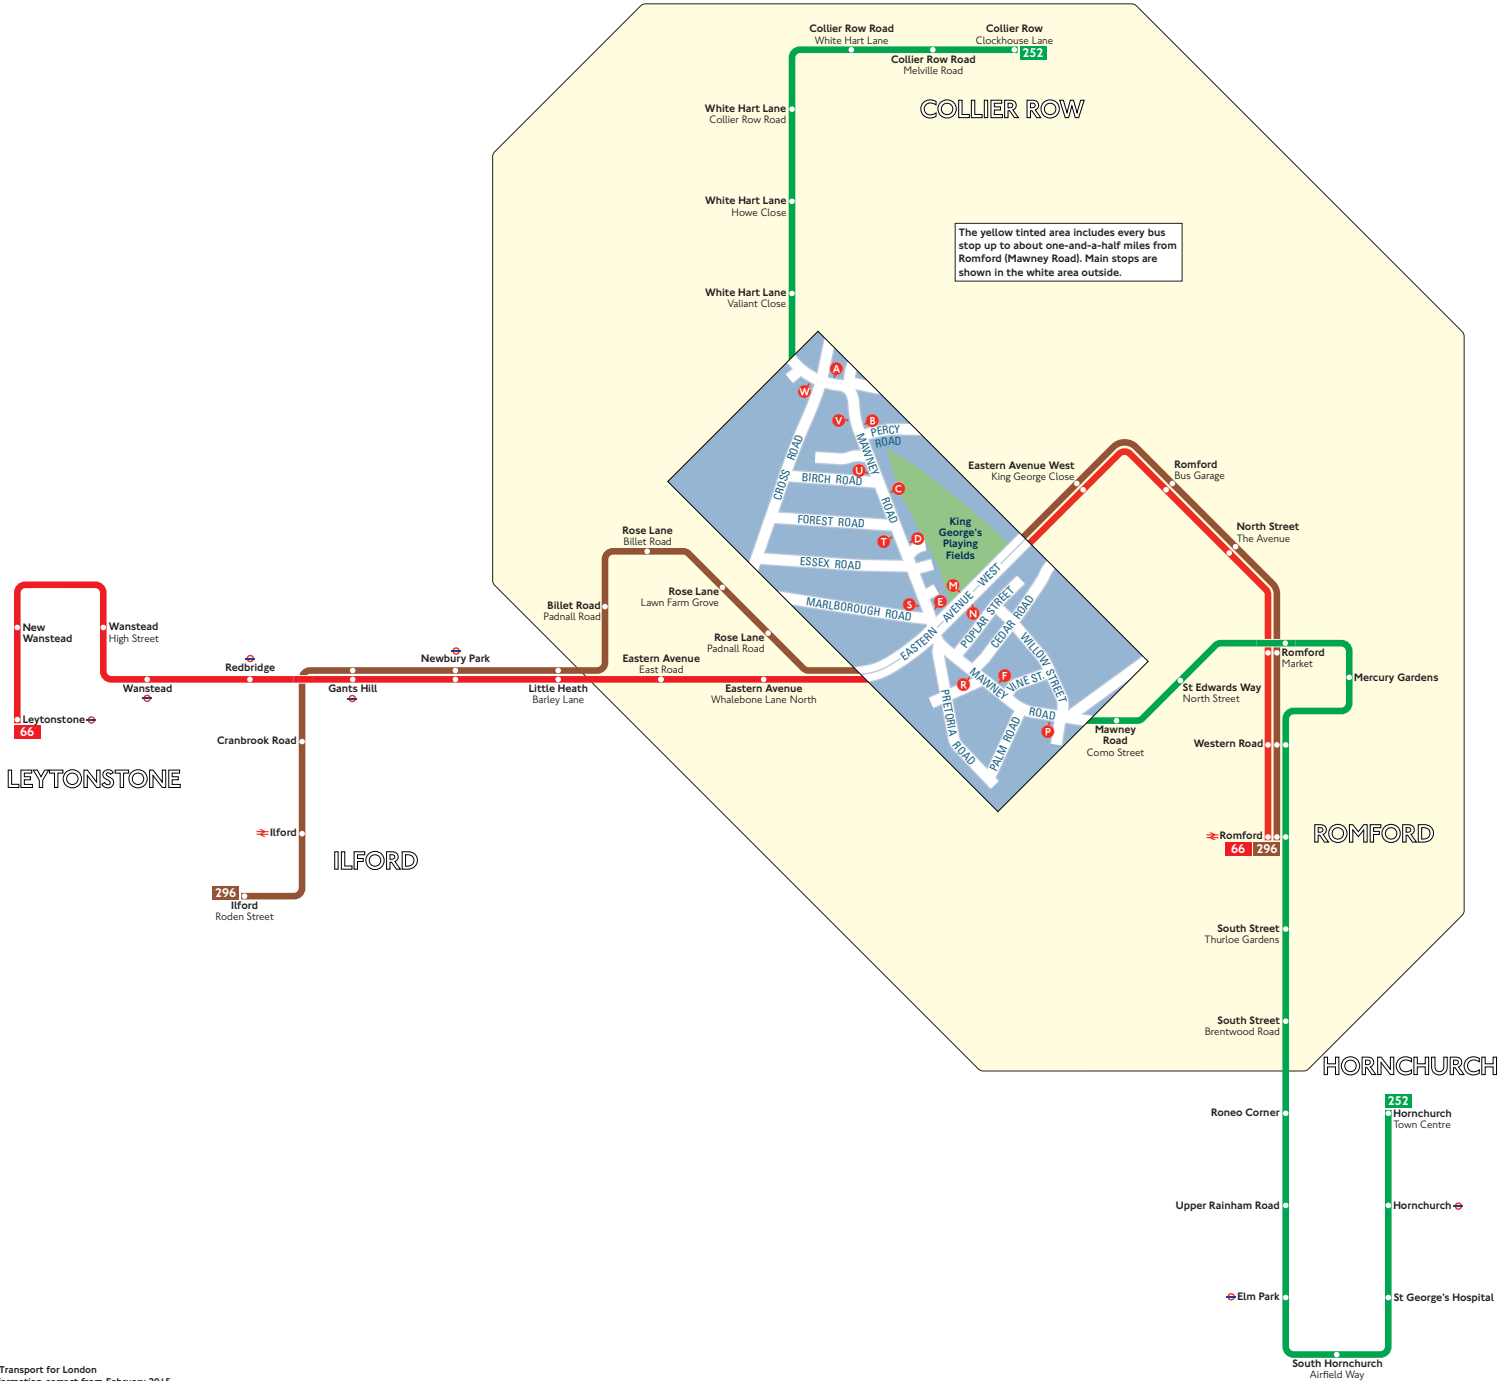 Collier Row Road
White Hart Lane
Collier Row
Clockhouse Lane
252
Collier Row Road
Melville Road
COLLIER ROW
White Hart Lane
Collier Row Road
White Hart Lane
Howe Close
The yellow tinted area includes every bus
stop up to about one-and-a-half miles from
Romford (Mawney Road). Main stops are
shown in the white area outside.
White Hart Lane
Valiant Close
A
W
V
B
PERCY
ROAD
MAWNEY
ROAD
CROSS ROAD
U
BIRCH ROAD
C
FOREST ROAD
T
D
King
George's
Playing
Fields
ESSEX ROAD
M
MARLBOROUGH ROAD
S
E
N
EASTERN AVENUE WEST
POPLAR STREET
CEDAR ROAD
WILLOW STREET
R
F
MAWNEY
ROAD
VINE ST.
PRETORIA ROAD
PALM ROAD
P
Eastern Avenue West
King George Close
Romford
Bus Garage
North Street
The Avenue
Rose Lane
Billet Road
Rose Lane
Lawn Farm Grove
Billet Road
Padnall Road
Rose Lane
Padnall Road
New
Wanstead
Wanstead
High Street
Redbridge
Newbury Park
Eastern Avenue
East Road
Wanstead
Gants Hill
Little Heath
Barley Lane
Eastern Avenue
Whalebone Lane North
Leytonstone
66
LEYTONSTONE
Cranbrook Road
Ilford
ILFORD
296
Ilford
Roden Street
Romford
Market
Mercury Gardens
St Edwards Way
North Street
Mawney
Road
Como Street
Western Road
Romford
66
296
ROMFORD
South Street
Thurloe Gardens
South Street
Brentwood Road
HORNCHURCH
252
Roneo Corner
Hornchurch
Town Centre
Upper Rainham Road
Hornchurch
Elm Park
St George's Hospital
South Hornchurch
Airfield Way
Transport for London